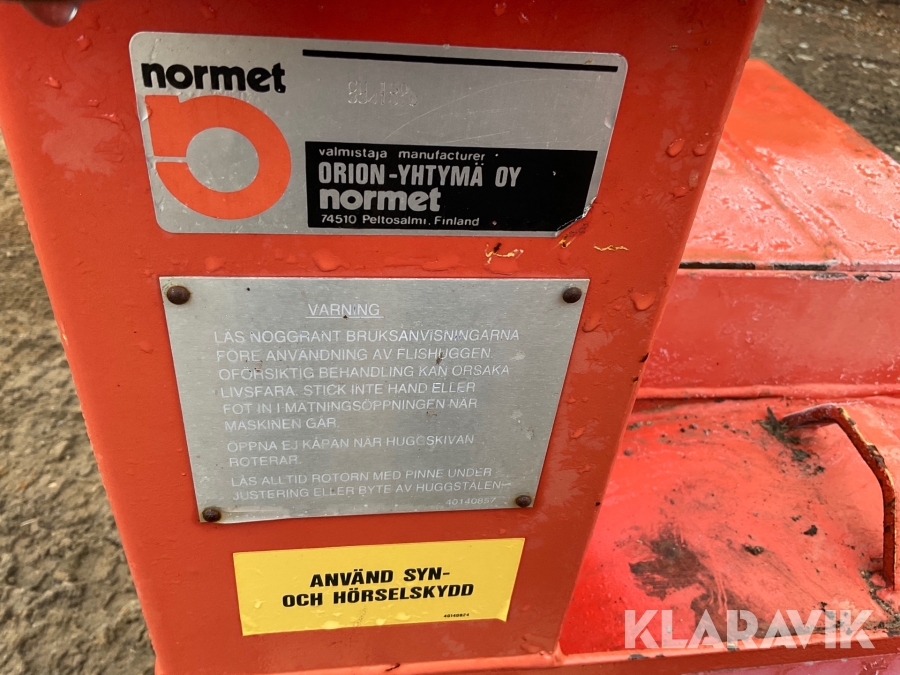 normet
valmistaja manufacturer
ORION-YHTYMÄ OY
normet
74510 Peltosalmi, Finland
VARNING
LÄS NOGGRANT BRUKSANVISNINGARNA
FÖRE ANVÄNDNING AV FLISHUGGEN.
OFÖRSIKTIG BEHANDLING KAN ORSAKA
LIVSFARA. STICK INTE HAND ELLER
FOT IN I MATNINGSÖPPNINGEN NÄR
MASKINEN GÅR.
ÖPPNA EJ KÅPAN NÄR HUGGSKIVAN
ROTERAR.
LÅS ALLTID ROTORN MED PINNE UNDER
JUSTERING ELLER BYTE AV HUGGSTÅLEN
40140857
ANVÄND SYN-
OCH HÖRSELSKYDD
40140824
KLARAVIK